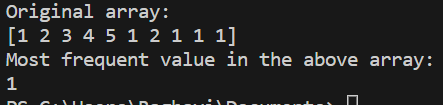 Original array:
[1 2 3 4 5 1 2 1 1 1]
Most frequent value in the above array:
1